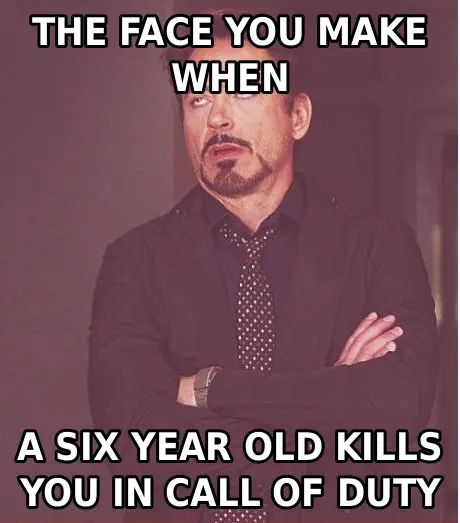 THE FACE YOU MAKE
WHEN
A SIX YEAR OLD KILLS
YOU IN CALL OF DUTY